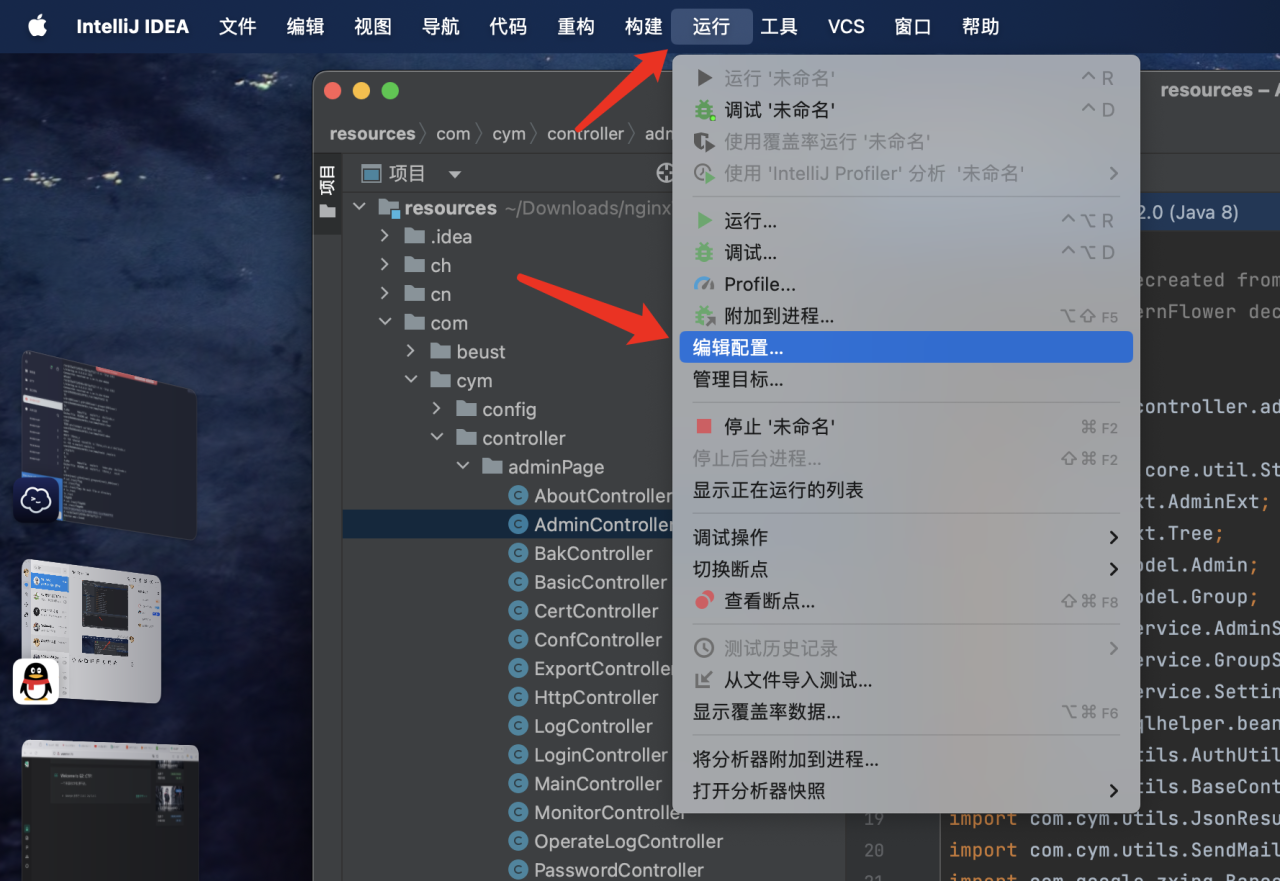 IntelliJ IDEA 文件 编辑 视图 导航 代码 重构 构建 运行 工具 VCS 窗口 帮助
resources com cym controller
项目
项目
resources ~/Downloads/nginx
.idea
ch
cn
com
beust
cym
config
controller
adminPage
AboutController
AdminController
BakController
BasicController
CertController
ConfController
ExportController
HttpController
LogController
LoginController
MainController
MonitorController
OperateLogController
PasswordController
运行 '未命名' ^ R
调试 '未命名' ^ D
使用覆盖率运行 '未命名'
使用 'IntelliJ Profiler' 分析 '未命名'
运行... ^⌥ R
调试... ^⌥ D
Profile...
附加到进程... ⌥⇧ F5
编辑配置...
管理目标...
停止 '未命名' ⌘ F2
停止后台进程... ⇧⌘ F2
显示正在运行的列表
调试操作
切换断点
查看断点... ⇧⌘ F8
测试历史记录
从文件导入测试...
显示覆盖率数据... ⌥⌘ F6
将分析器附加到进程...
打开分析器快照
resources –
2.0 (Java 8)
created from
ernFlower dec
controller.ad
core.util.St
xt.AdminExt;
xt.Tree;
odel.Admin;
odel.Group;
ervice.AdminS
ervice.GroupS
ervice.Settin
qlhelper.bean
tils.AuthUtil
tils.BaseCont
19 import com.cym.utils.JsonResu
20 import com.cym.utils.SendMail